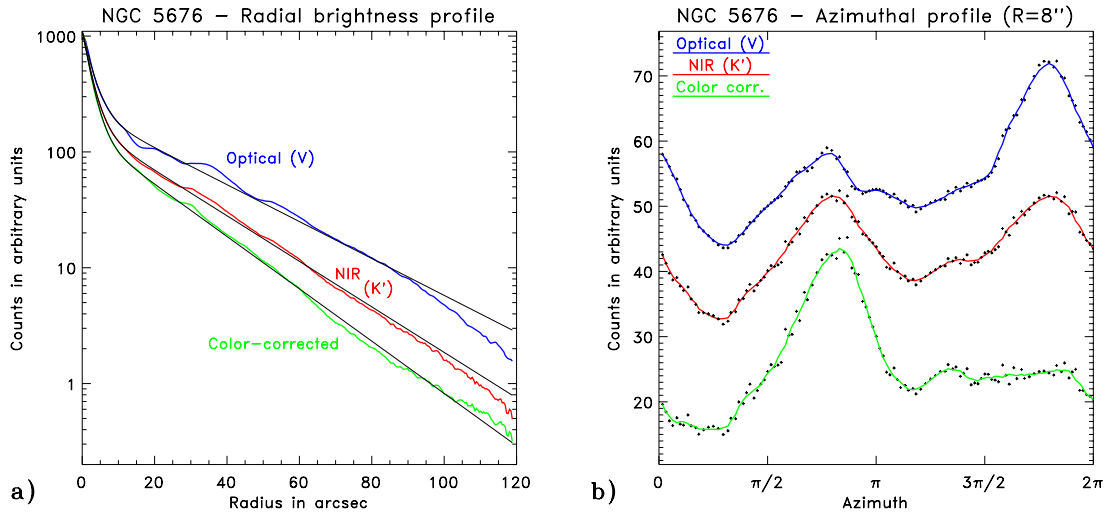 NGC 5676 – Radial brightness profile
Counts in arbitrary units
1000
100
10
1
Optical (V)
NIR
(K')
Color–corrected
0 20 40 60 80 100 120
Radius in arcsec
a)
NGC 5676 – Azimuthal profile (R=8'')
Counts in arbitrary units
Optical (V)
NIR (K')
Color corr.
70
60
50
40
30
20
0 π/2 π 3π/2 2π
Azimuth
b)